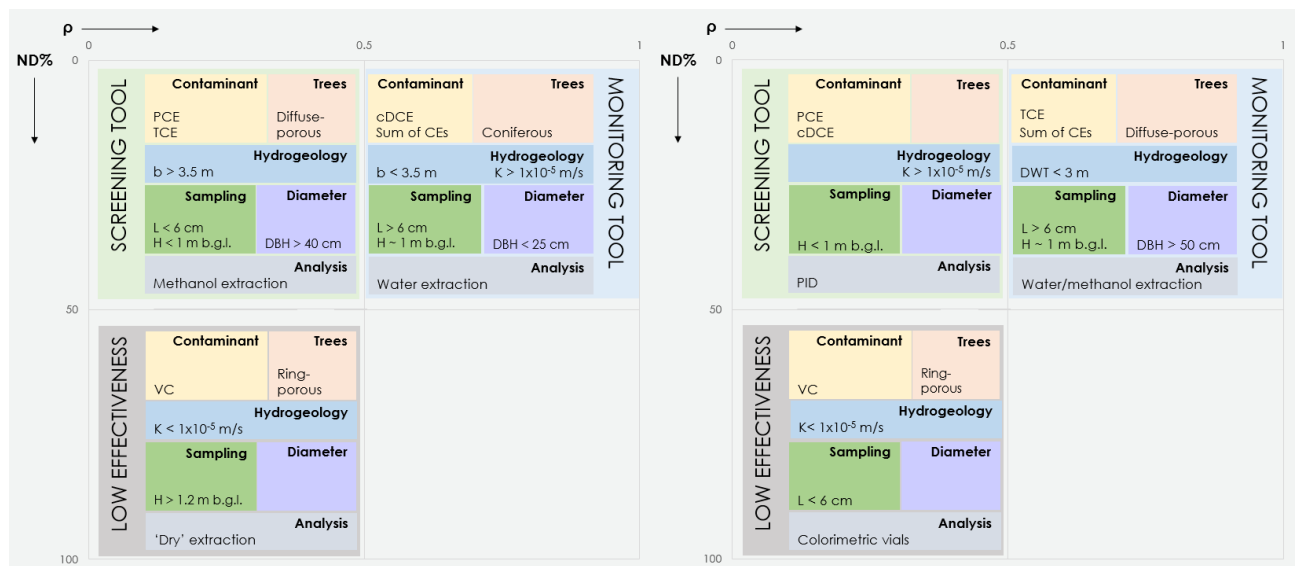 ρ
0
0.5
1
ND%
0
50
100
SCREENING TOOL
Contaminant
PCE
TCE
Trees
Diffuse-
porous
Hydrogeology
b > 3.5 m
Sampling
L < 6 cm
H < 1 m b.g.l.
Diameter
DBH > 40 cm
Analysis
Methanol extraction
MONITORING TOOL
Contaminant
cDCE
Sum of CEs
Trees
Coniferous
Hydrogeology
b < 3.5 m
K > 1x10⁻⁵ m/s
Sampling
L > 6 cm
H ~ 1 m b.g.l.
Diameter
DBH < 25 cm
Analysis
Water extraction
LOW EFFECTIVENESS
Contaminant
VC
Trees
Ring-
porous
Hydrogeology
K < 1x10⁻⁵ m/s
Sampling
H > 1.2 m b.g.l.
Diameter
Analysis
‘Dry’ extraction
ρ
0
0.5
1
ND%
0
50
100
SCREENING TOOL
Contaminant
PCE
cDCE
Trees
Hydrogeology
K > 1x10⁻⁵ m/s
Sampling
H < 1 m b.g.l.
Diameter
Analysis
PID
MONITORING TOOL
Contaminant
TCE
Sum of CEs
Trees
Diffuse-porous
Hydrogeology
DWT < 3 m
Sampling
L > 6 cm
H ~ 1 m b.g.l.
Diameter
DBH > 50 cm
Analysis
Water/methanol extraction
LOW EFFECTIVENESS
Contaminant
VC
Trees
Ring-
porous
Hydrogeology
K< 1x10⁻⁵ m/s
Sampling
L < 6 cm
Diameter
Analysis
Colorimetric vials